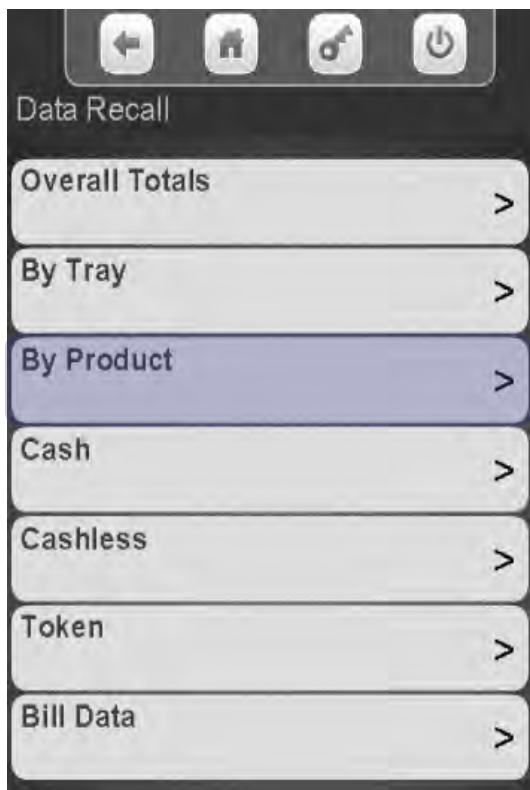 Data Recall
Overall Totals
>
By Tray
>
By Product
>
Cash
>
Cashless
>
Token
>
Bill Data
>